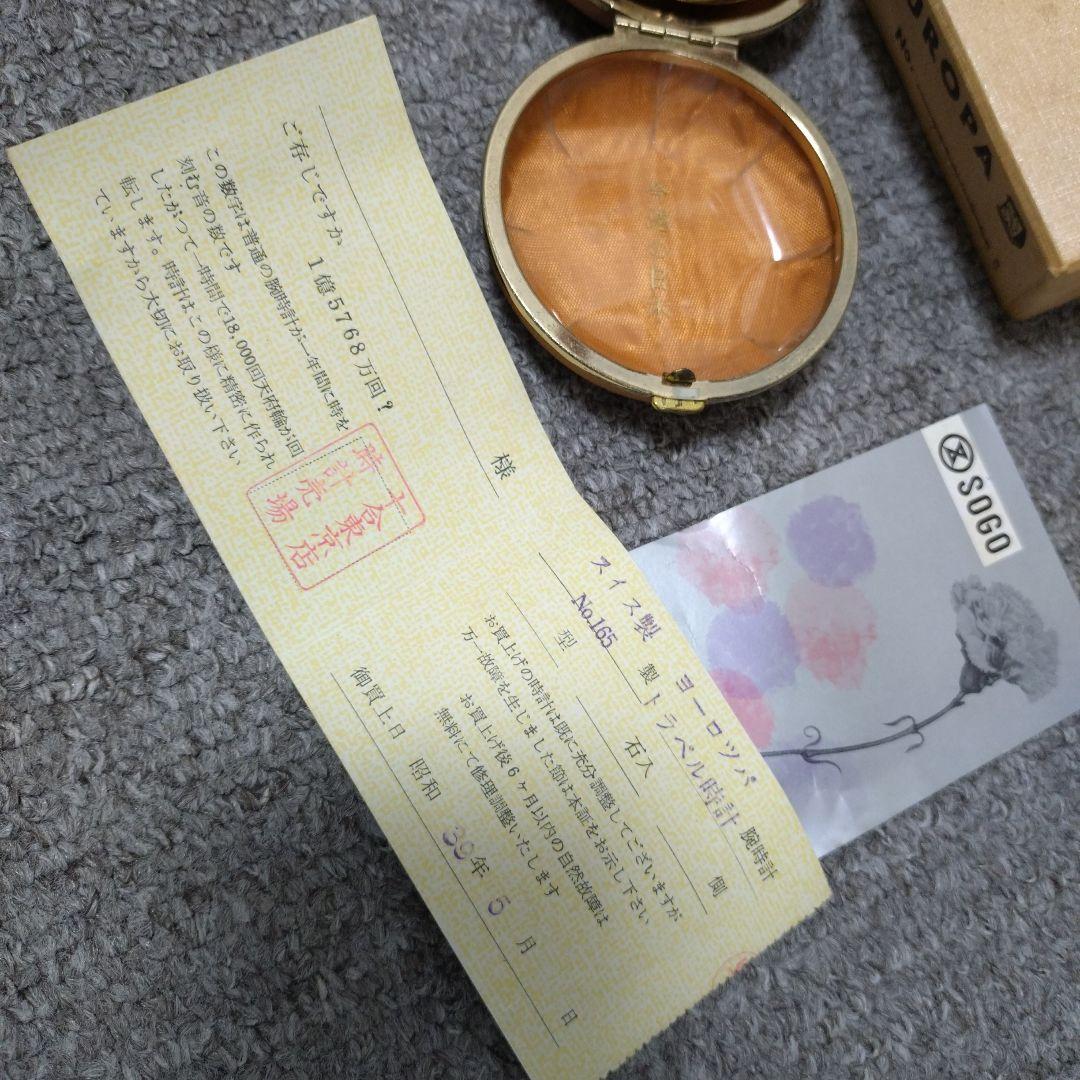 様
ご存じですか 1億5768万回?
この数字は普通の腕時計が一年間に時を
刻む音の数です
したがつて一時間で18,000回天府輪が回
転します。時計はこの様に精密に作られ
ていますから大切にお取り扱い下さい
十合東京店
時計売場
スイス製 製 ヨーロッパ 腕時計
No.165 トラベル時計
型 石入 側
お買上げの時計は既に充分調整してございますが
万一故障を生じました節は本証をお示し下さい
お買上げ後6ヶ月以内の自然故障は
無料にて修理調整いたします
御買上日 昭和 39年 5月 日
SOGO
UROPA
No.